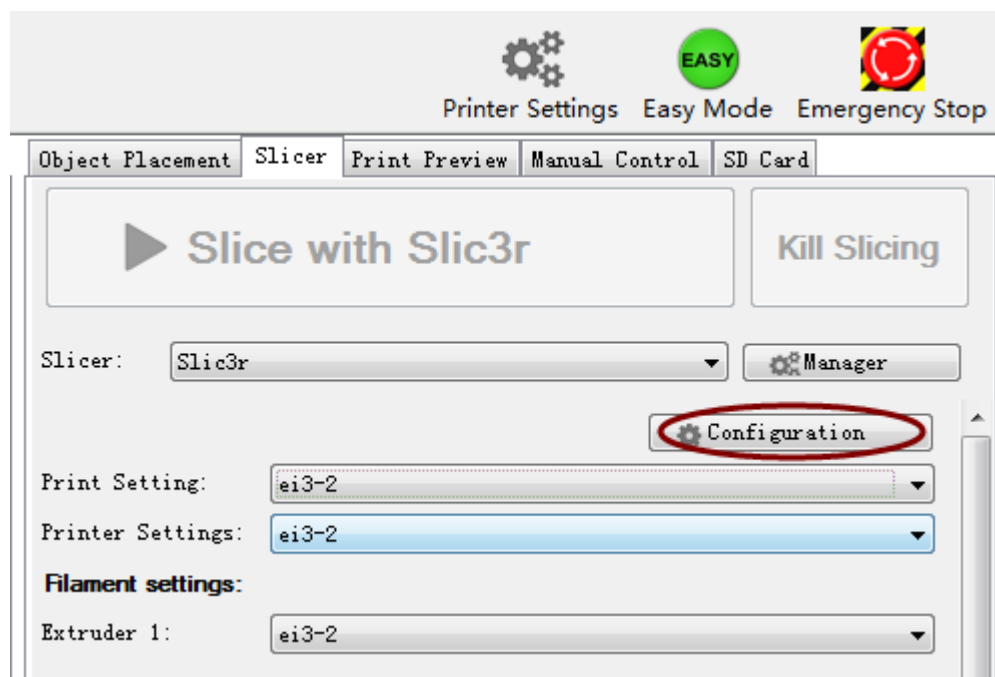 EASY
Printer Settings Easy Mode Emergency Stop
Object Placement Slicer Print Preview Manual Control SD Card
Slice with Slic3r Kill Slicing
Slicer: Slic3r Manager
Configuration
Print Setting: ei3-2
Printer Settings: ei3-2
Filament settings:
Extruder 1: ei3-2